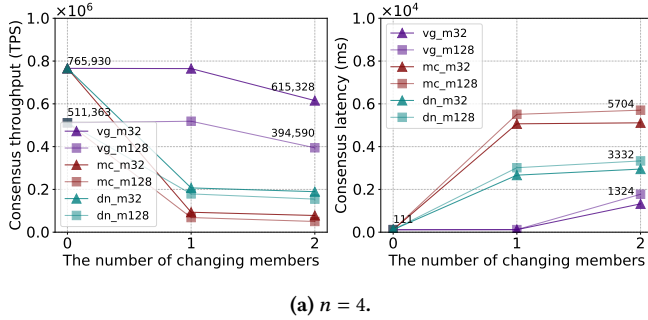 ×10⁶
Consensus throughput (TPS)
1.0
0.8
0.6
0.4
0.2
0.0
765,930
511,363
615,328
394,590
vg_m32
vg_m128
mc_m32
mc_m128
dn_m32
dn_m128
0
1
2
The number of changing members
×10⁴
Consensus latency (ms)
1.0
0.8
0.6
0.4
0.2
0.0
vg_m32
vg_m128
mc_m32
mc_m128
dn_m32
dn_m128
5704
3332
1324
111
0
1
2
The number of changing members
(a) n = 4.